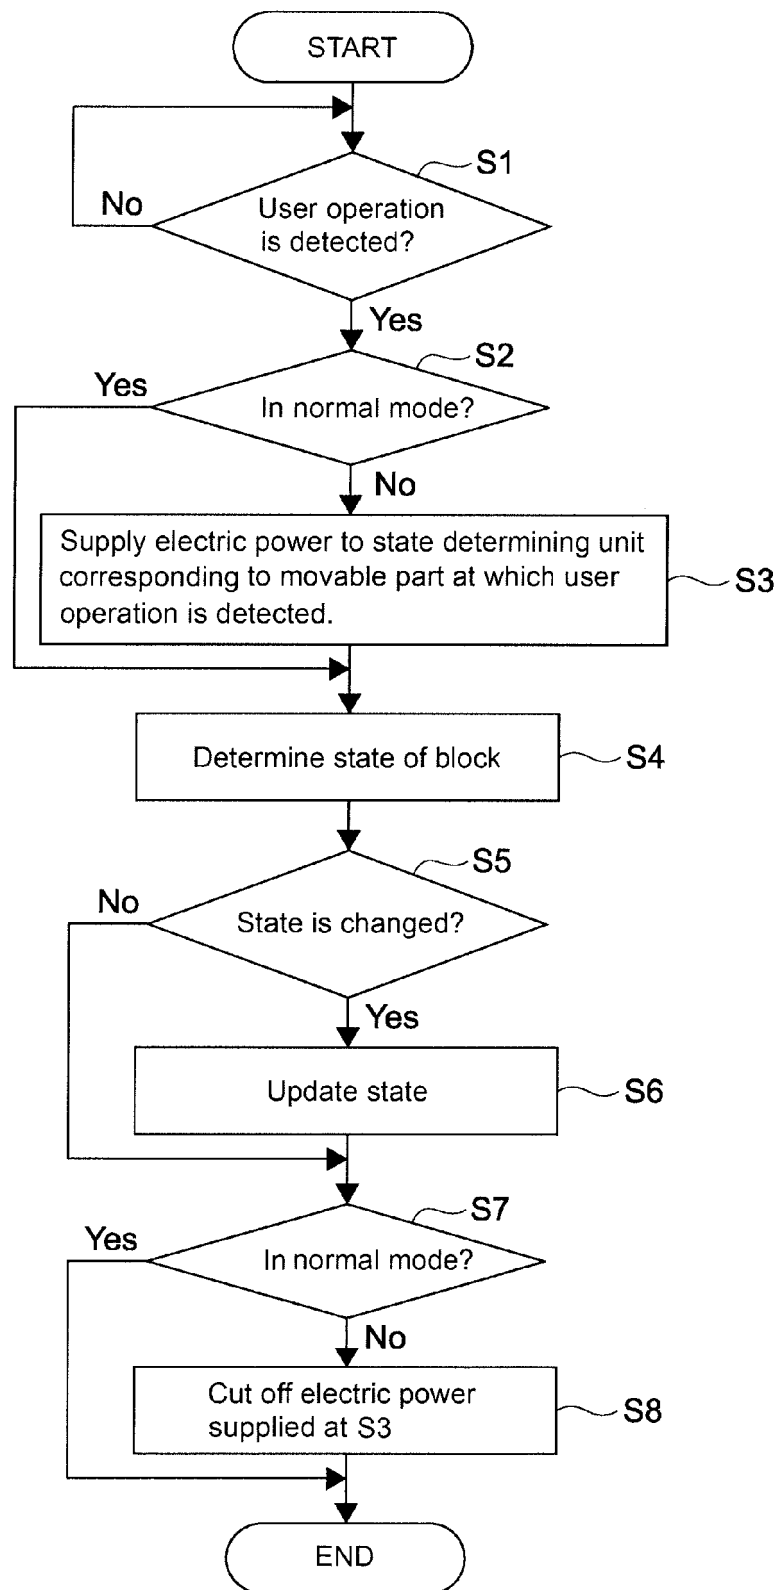 START
S1
No
User operation
is detected?
Yes
S2
Yes
In normal mode?
No
Supply electric power to state determining unit
corresponding to movable part at which user
operation is detected.
S3
Determine state of block
S4
S5
No
State is changed?
Yes
Update state
S6
S7
Yes
In normal mode?
No
Cut off electric power
supplied at S3
S8
END